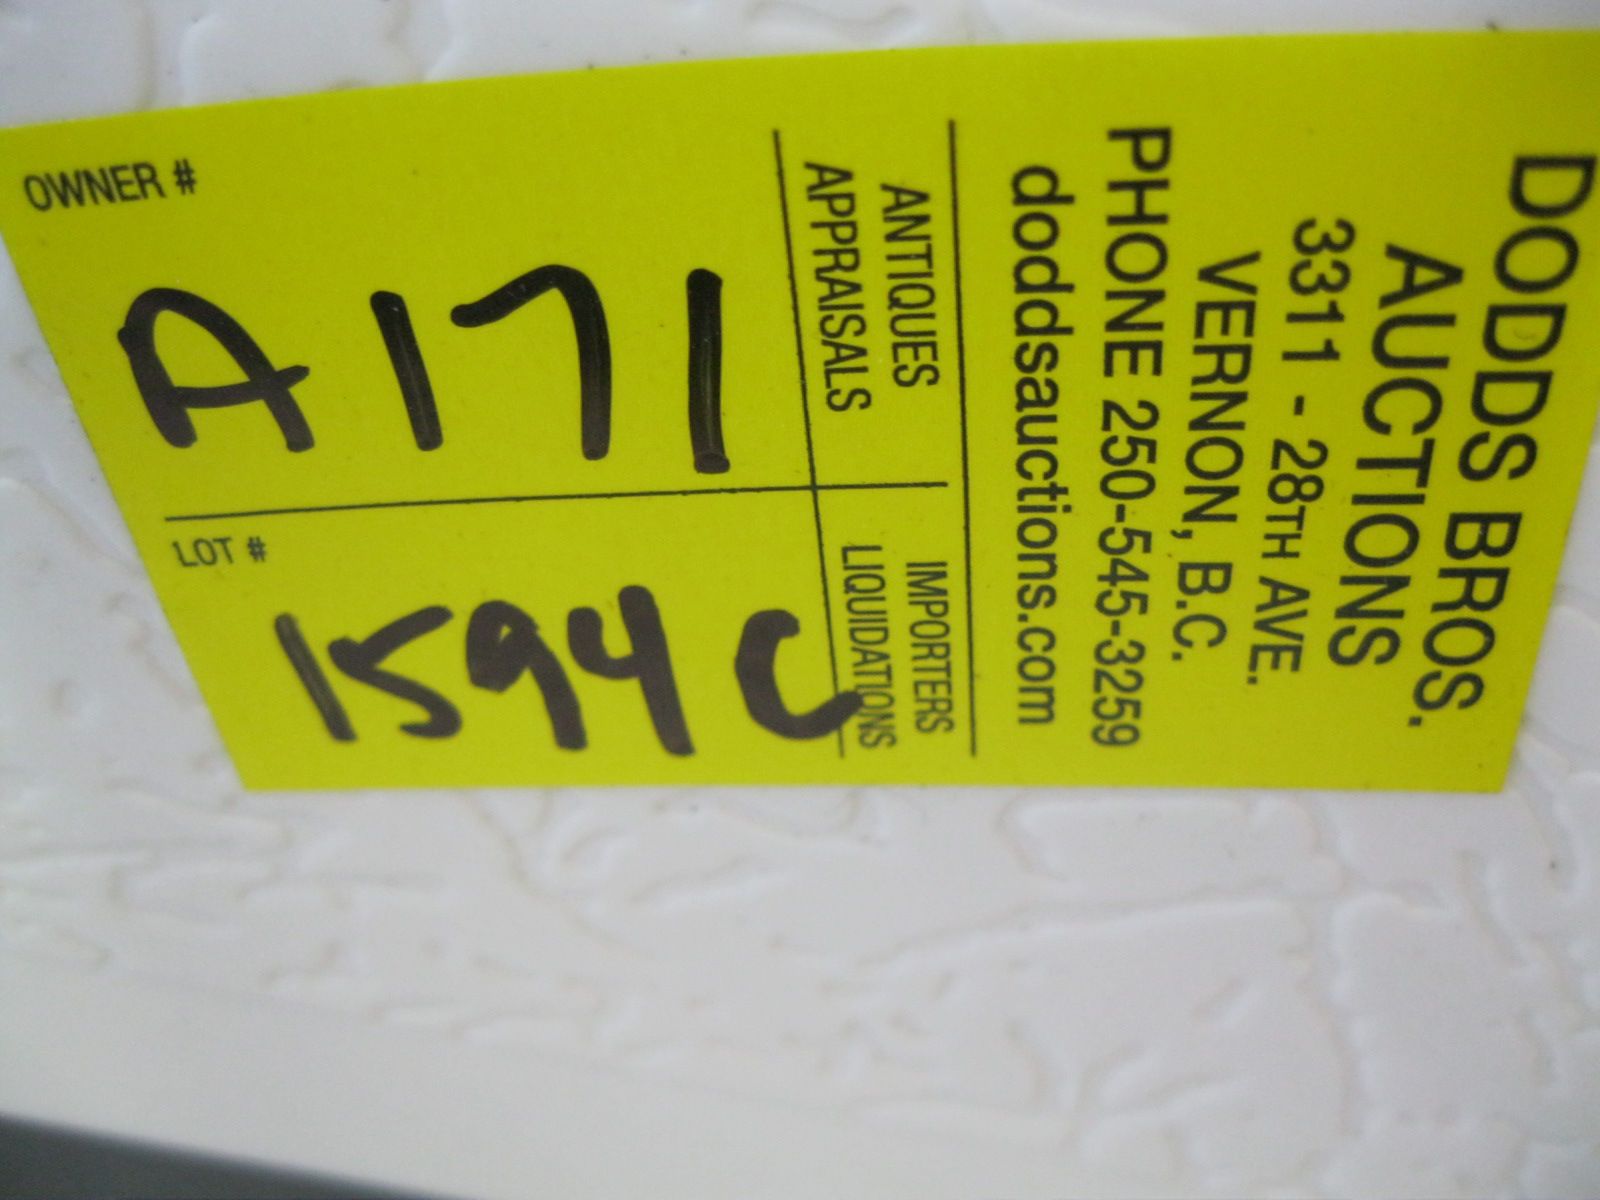 DODDS BROS.
AUCTIONS
3311 - 28TH AVE.
VERNON, B.C.
PHONE 250-545-3259
doddsauctions.com
ANTIQUES
APPRAISALS
IMPORTERS
LIQUIDATIONS
OWNER #
A171
LOT #
1594C